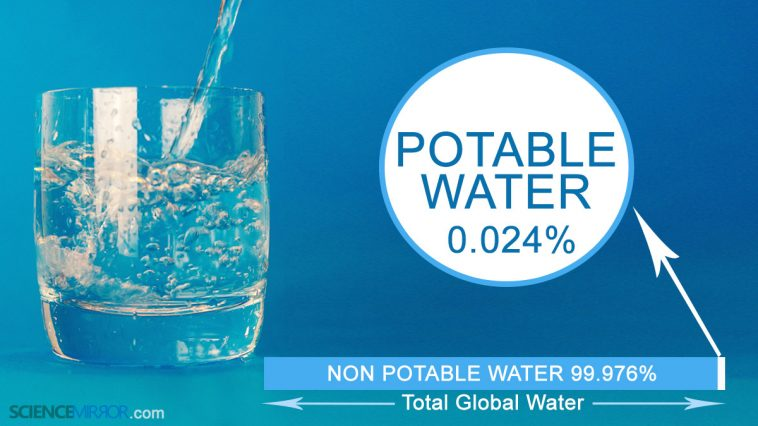 POTABLE
WATER
0.024%
NON POTABLE WATER 99.976%
Total Global Water
SCIENCEMIRROR.com